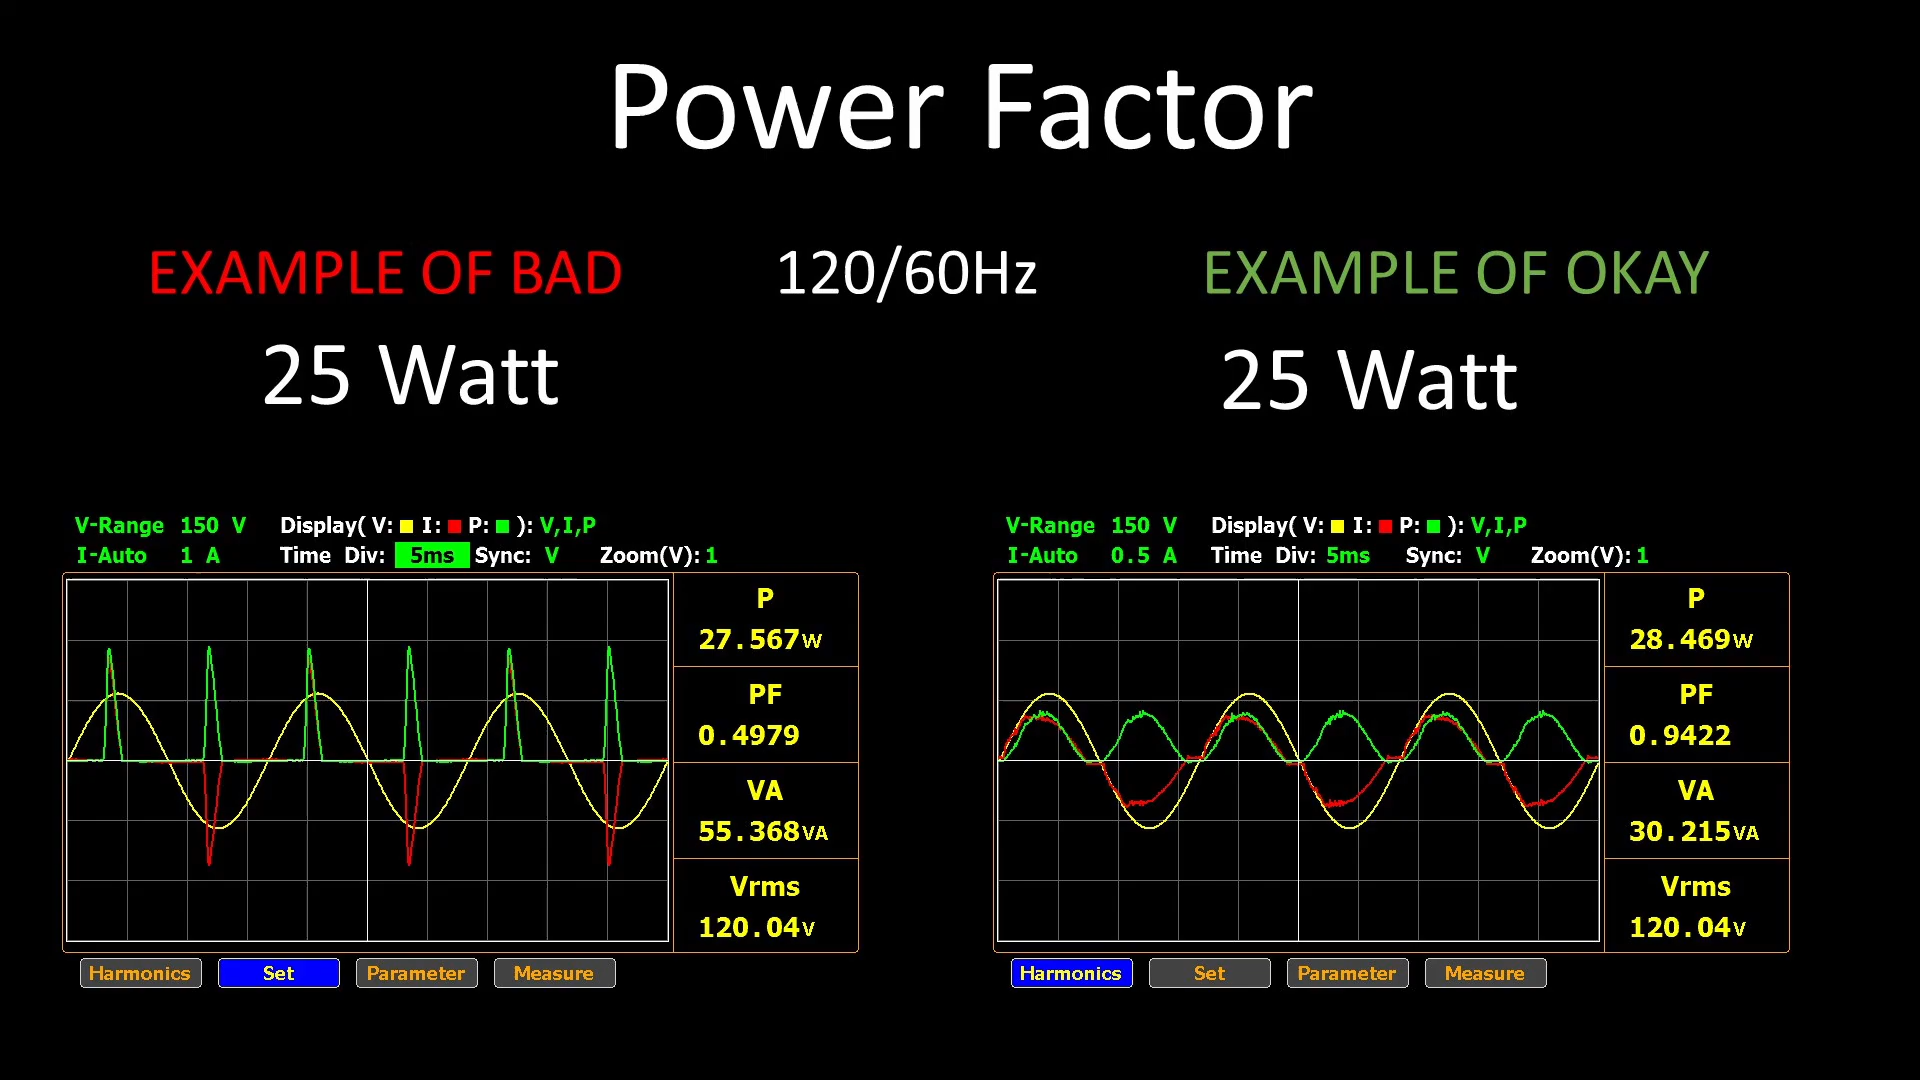 Power Factor
EXAMPLE OF BAD
120/60Hz
EXAMPLE OF OKAY
25 Watt
25 Watt
V-Range 150 V Display( V: I: P: ): V,I,P
I-Auto 1 A Time Div: 5ms Sync: V Zoom(V): 1
P
27.567W
PF
0.4979
VA
55.368VA
Vrms
120.04V
Harmonics Set Parameter Measure
V-Range 150 V Display( V: I: P: ): V,I,P
I-Auto 0.5 A Time Div: 5ms Sync: V Zoom(V): 1
P
28.469W
PF
0.9422
VA
30.215VA
Vrms
120.04V
Harmonics Set Parameter Measure